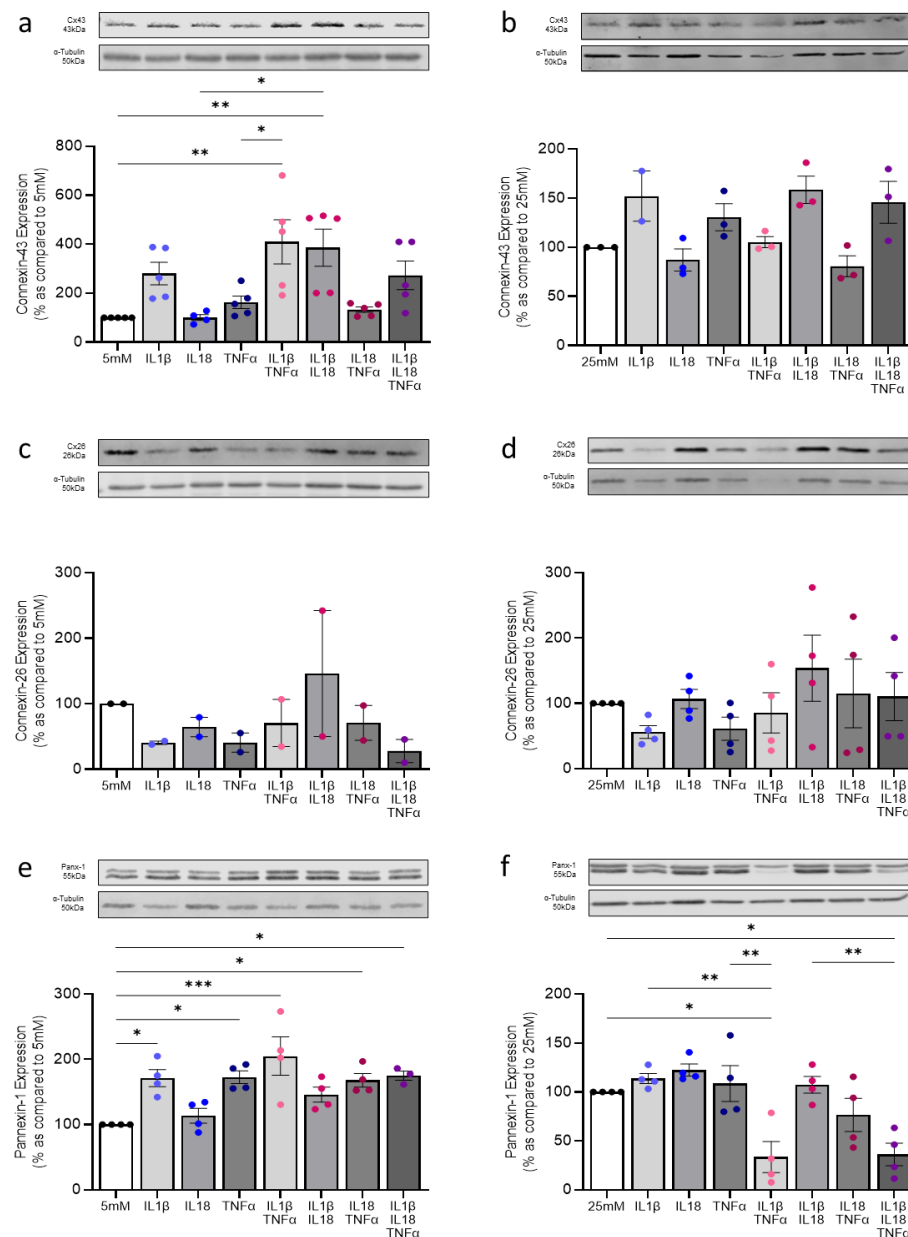 a
Cx43
43kDa
α-Tubulin
50kDa
*
**
*
**
800
600
400
200
0
Connexin-43 Expression
(% as compared to 5mM)
5mM
IL1β
IL18
TNFα
IL1β
TNFα
IL1β
IL18
IL18
TNFα
IL1β
IL18
TNFα
b
Cx43
43kDa
α-Tubulin
50kDa
200
150
100
50
0
Connexin-43 Expression
(% as compared to 25mM)
25mM
IL1β
IL18
TNFα
IL1β
TNFα
IL1β
IL18
IL18
TNFα
IL1β
IL18
TNFα
c
Cx26
26kDa
α-Tubulin
50kDa
300
200
100
0
Connexin-26 Expression
(% as compared to 5mM)
5mM
IL1β
IL18
TNFα
IL1β
TNFα
IL1β
IL18
IL18
TNFα
IL1β
IL18
TNFα
d
Cx26
26kDa
α-Tubulin
50kDa
300
200
100
0
Connexin-26 Expression
(% as compared to 25mM)
25mM
IL1β
IL18
TNFα
IL1β
TNFα
IL1β
IL18
IL18
TNFα
IL1β
IL18
TNFα
e
Panx-1
55kDa
α-Tubulin
50kDa
*
*
***
*
*
300
200
150
100
0
Pannexin-1 Expression
(% as compared to 5mM)
5mM
IL1β
IL18
TNFα
IL1β
TNFα
IL1β
IL18
IL18
TNFα
IL1β
IL18
TNFα
f
Panx-1
55kDa
α-Tubulin
50kDa
*
**
**
**
*
200
150
100
50
0
Pannexin-1 Expression
(% as compared to 25mM)
25mM
IL1β
IL18
TNFα
IL1β
TNFα
IL1β
IL18
IL18
TNFα
IL1β
IL18
TNFα